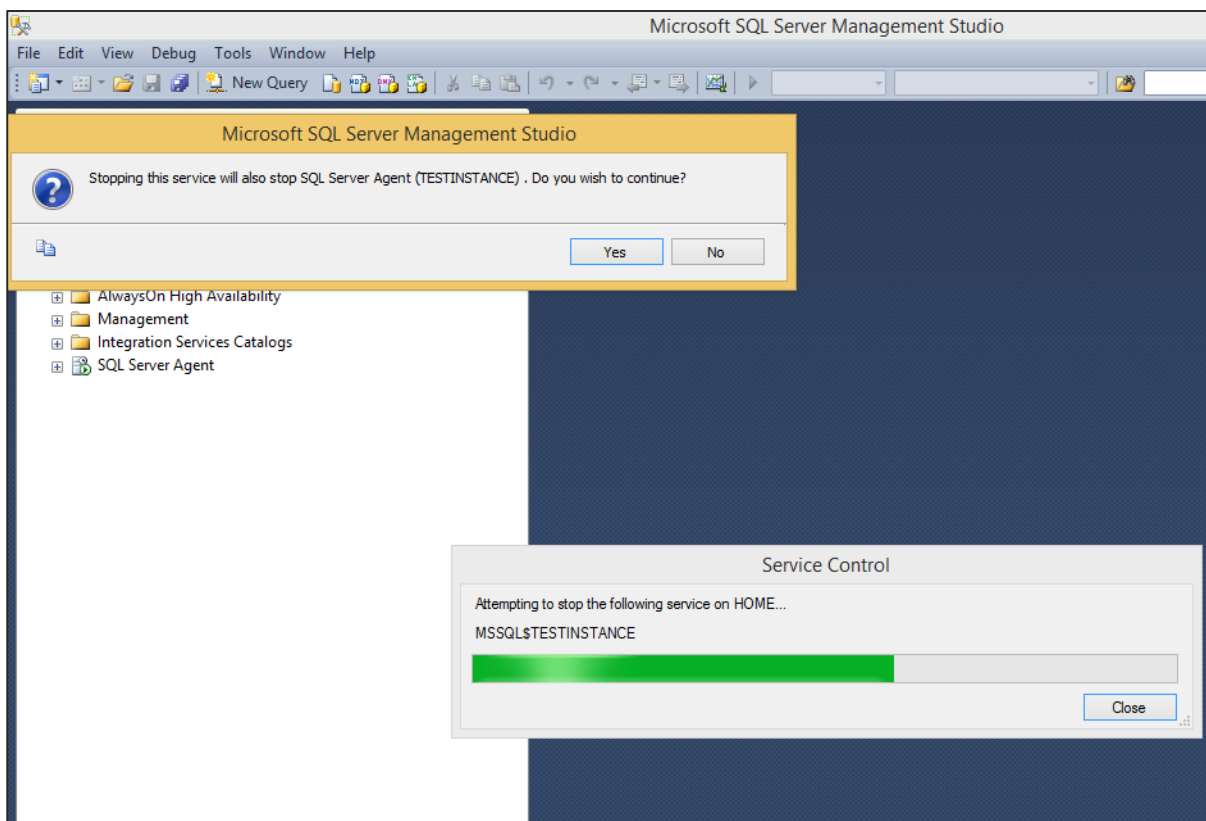 Microsoft SQL Server Management Studio
File Edit View Debug Tools Window Help
New Query
Microsoft SQL Server Management Studio
Stopping this service will also stop SQL Server Agent (TESTINSTANCE) . Do you wish to continue?
Yes No
AlwaysOn High Availability
Management
Integration Services Catalogs
SQL Server Agent
Service Control
Attempting to stop the following service on HOME...
MSSQL$TESTINSTANCE
Close